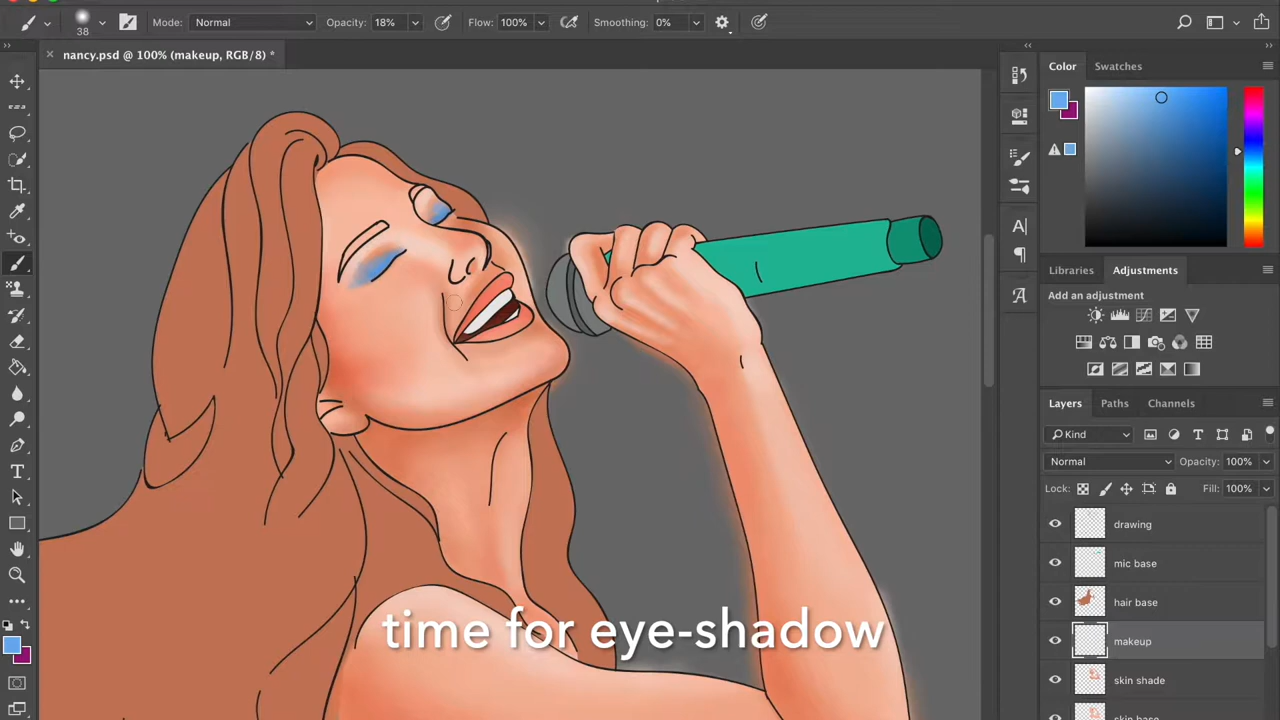 38 Mode: Normal Opacity: 18% Flow: 100% Smoothing: 0%
nancy.psd @ 100% (makeup, RGB/8) *
Color Swatches
Libraries Adjustments
Add an adjustment
Layers Paths Channels
Kind
Normal Opacity: 100%
Lock: Fill: 100%
drawing
mic base
hair base
makeup
skin shade
skin base
time for eye-shadow